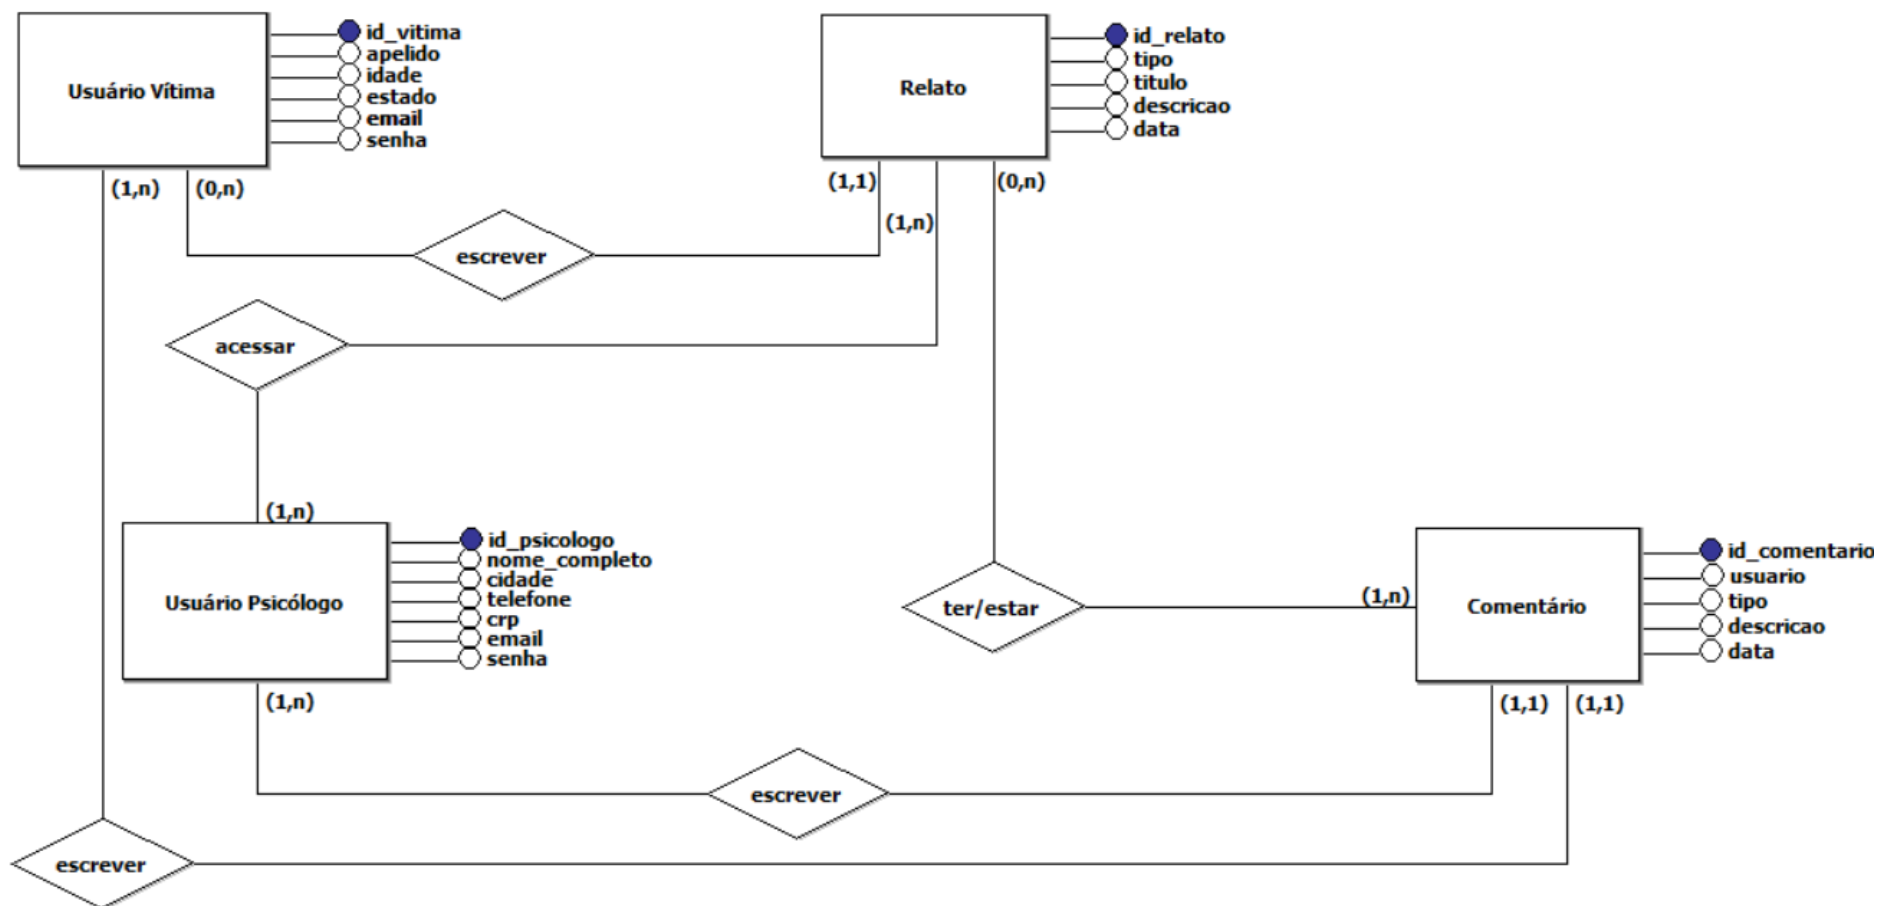 Usuário Vítima
id_vitima
apelido
idade
estado
email
senha
Relato
id_relato
tipo
titulo
descricao
data
(1,n)
(0,n)
(1,1)
(1,n)
(0,n)
escrever
acessar
(1,n)
Usuário Psicólogo
id_psicologo
nome_completo
cidade
telefone
crp
email
senha
ter/estar
(1,n)
Comentário
id_comentario
usuario
tipo
descricao
data
(1,n)
(1,1)
(1,1)
escrever
escrever